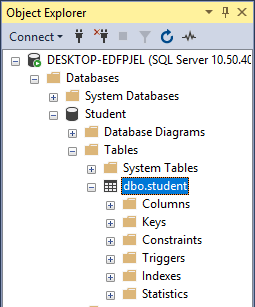 Object Explorer
Connect
DESKTOP-EDFPJEL (SQL Server 10.50.40
Databases
System Databases
Student
Database Diagrams
Tables
System Tables
dbo.student
Columns
Keys
Constraints
Triggers
Indexes
Statistics